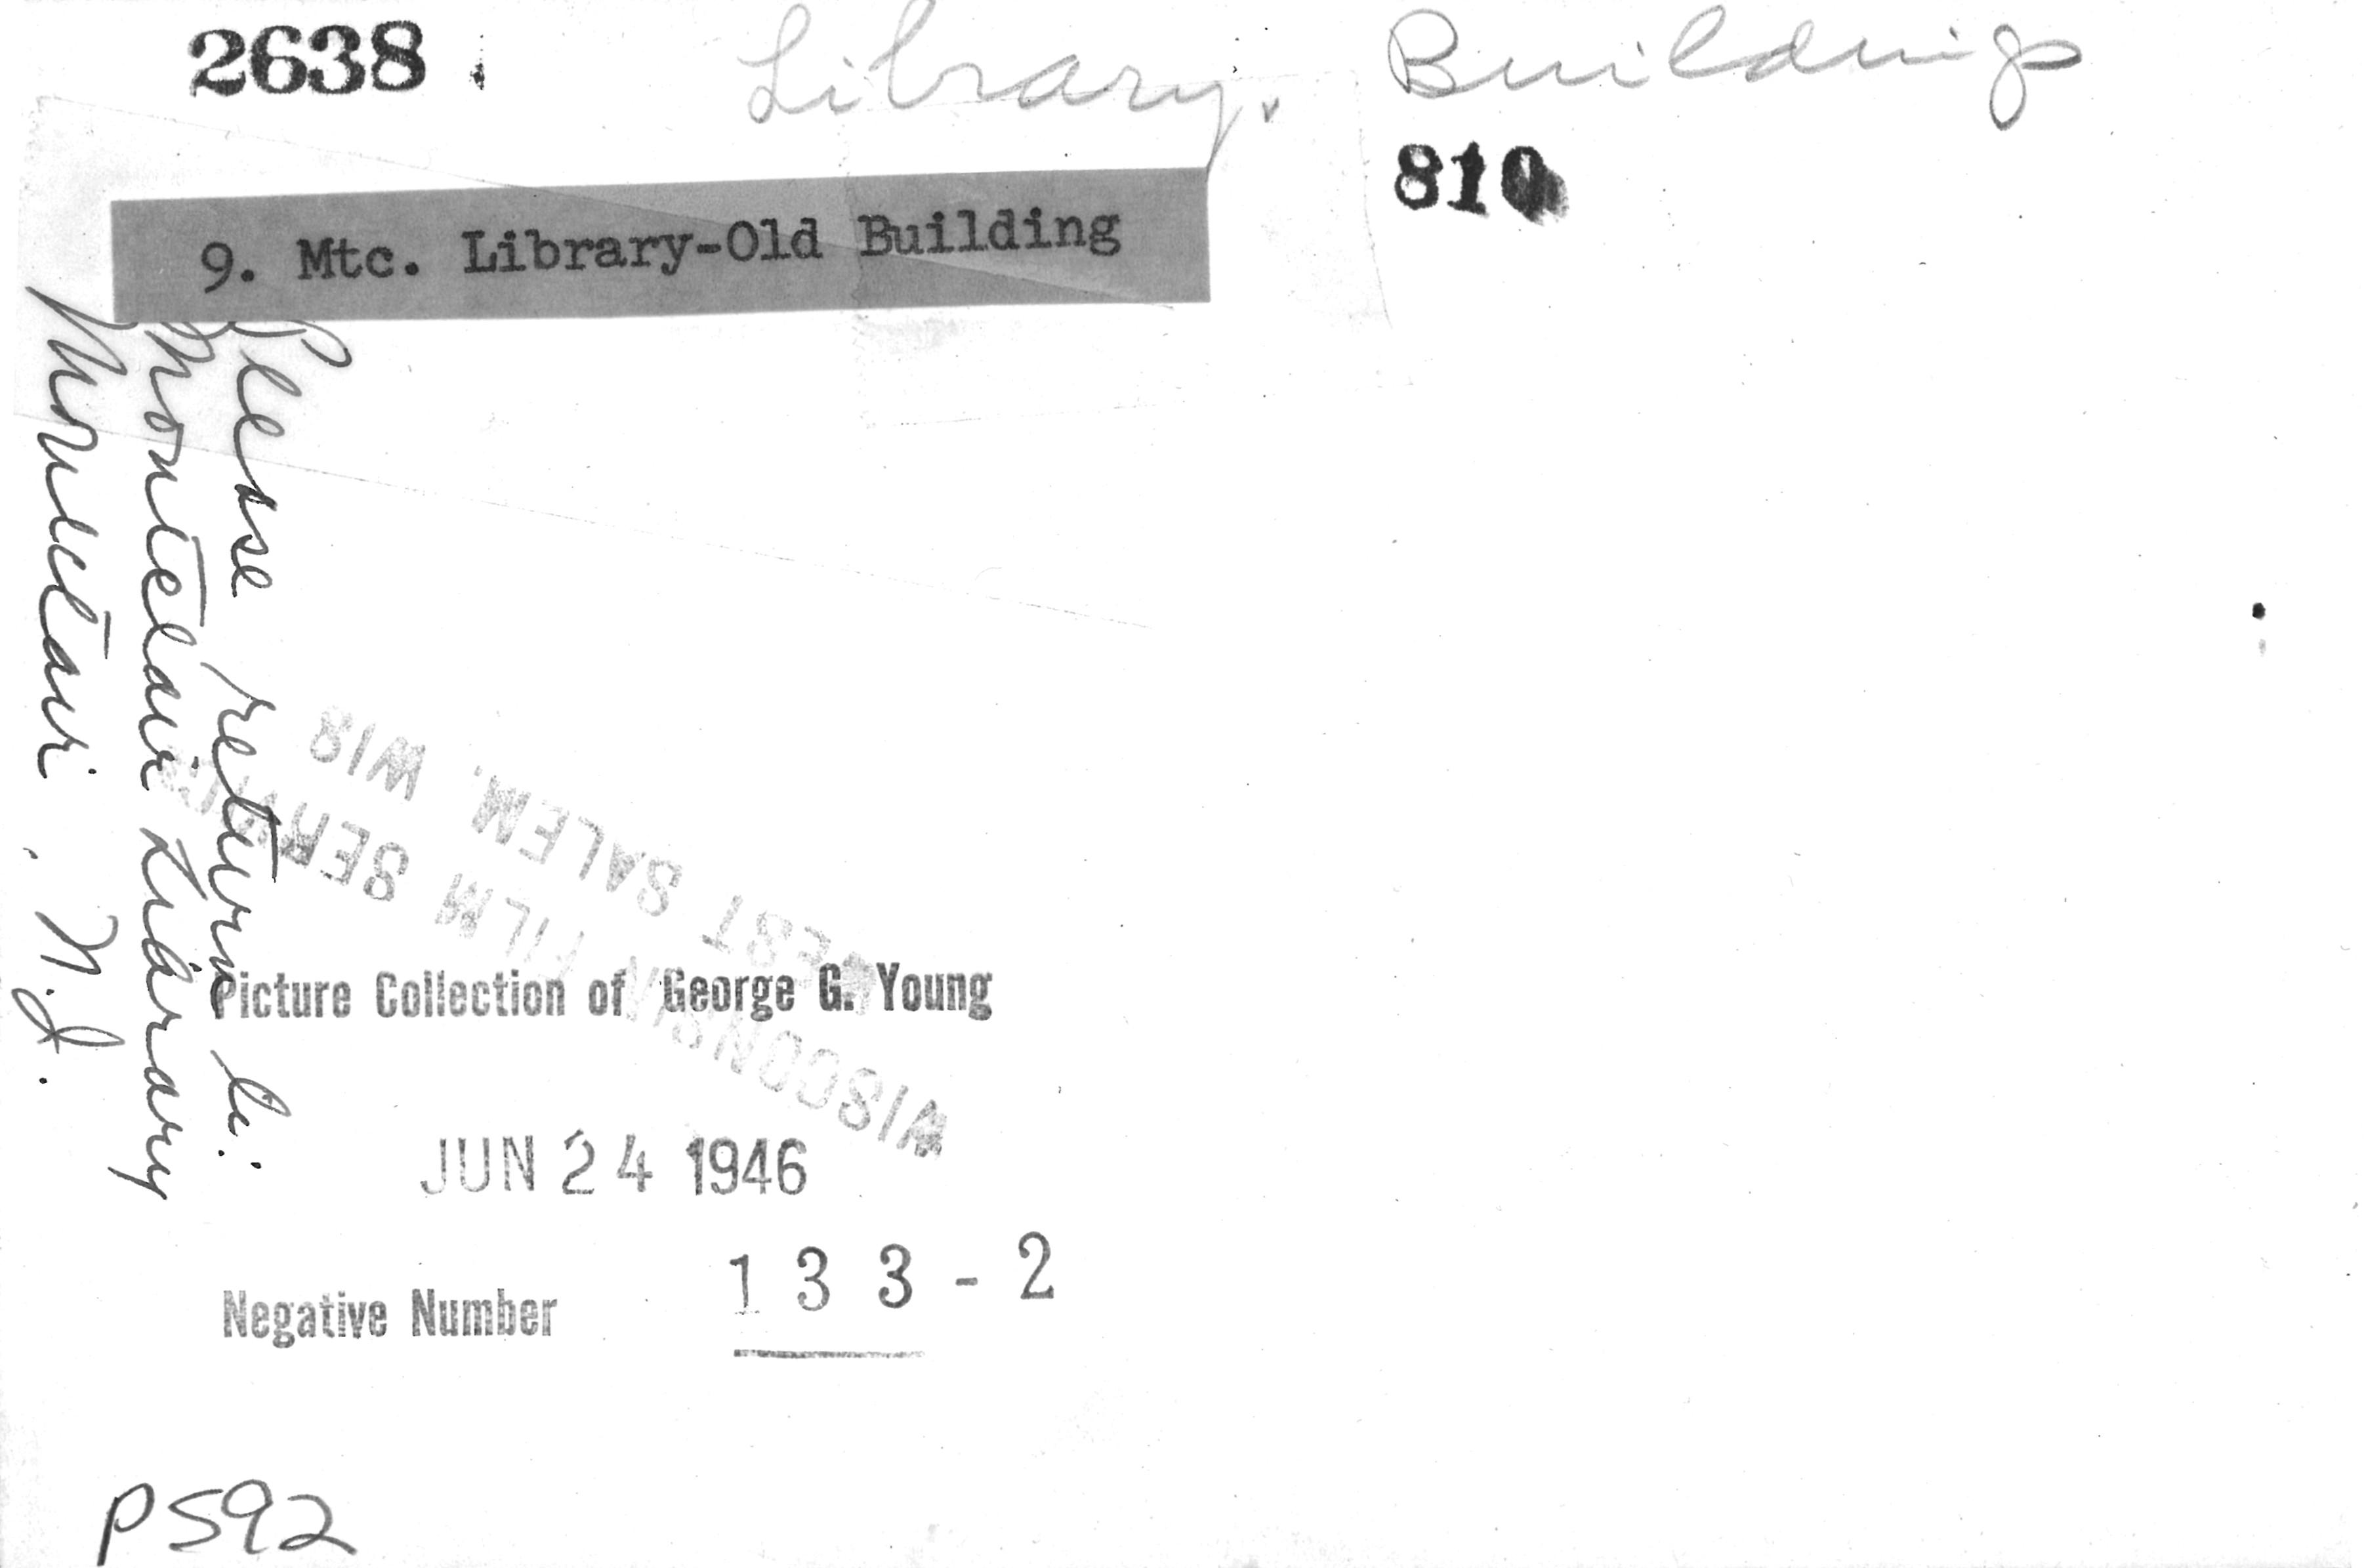 2638
Library. Buildings
810
9. Mtc. Library-Old Building
Please return to:
Montclair Library
Montclair, N.J.
WISCONSIN FILM SERVICE
WEST SALEM, WIS
Picture Collection of George G. Young
JUN 24 1946
Negative Number 133-2
P592